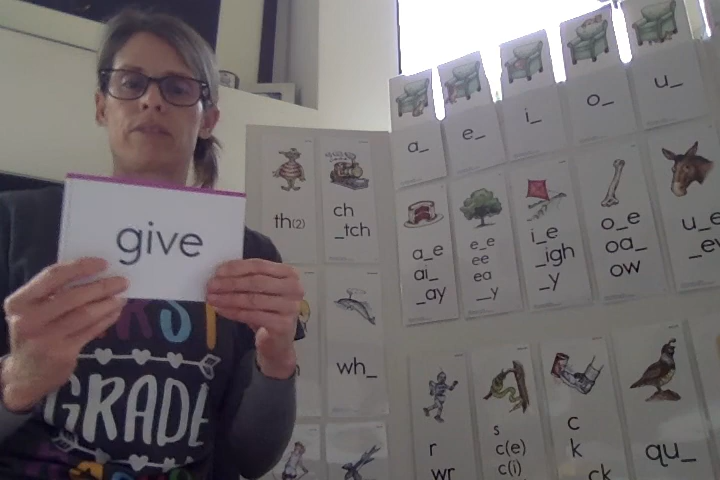 give
GRADE
th(2)
ch
_tch
wh_
a_
e_
i_
o_
u_
a_e
ai_
_ay
e_e
ee
ea
_y
i_e
_igh
_y
o_e
oa_
ow
u_e
r
wr
s
c(e)
c(i)
c
k
ck
qu_